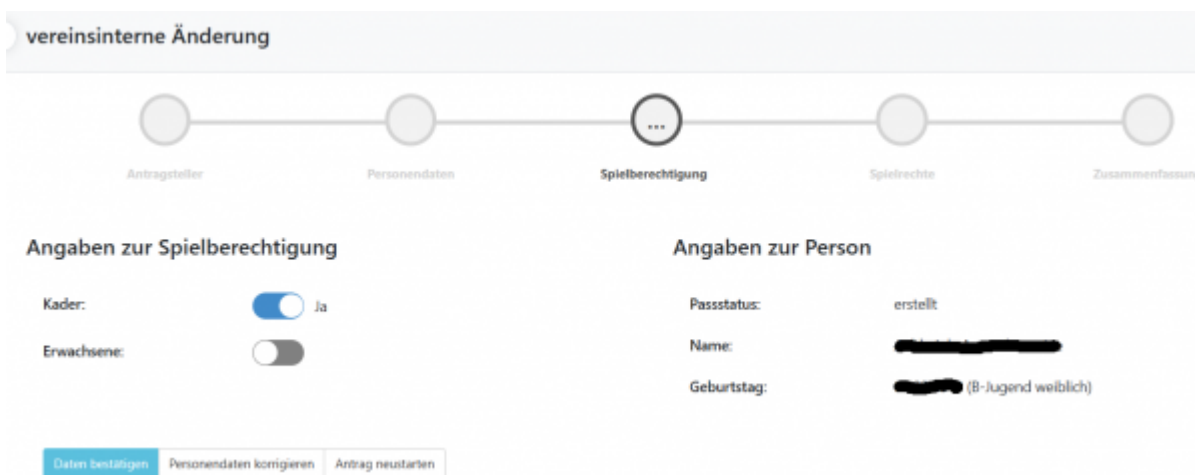 vereinsinterne Änderung
...
Antragsteller Personendaten Spielberechtigung Spielrechte Zusammenfassun
Angaben zur Spielberechtigung
Kader: Ja
Erwachsene:
Angaben zur Person
Passstatus: erstellt
Name:
Geburtstag: (B-Jugend weiblich)
Daten bestätigen Personendaten korrigieren Antrag neustarten